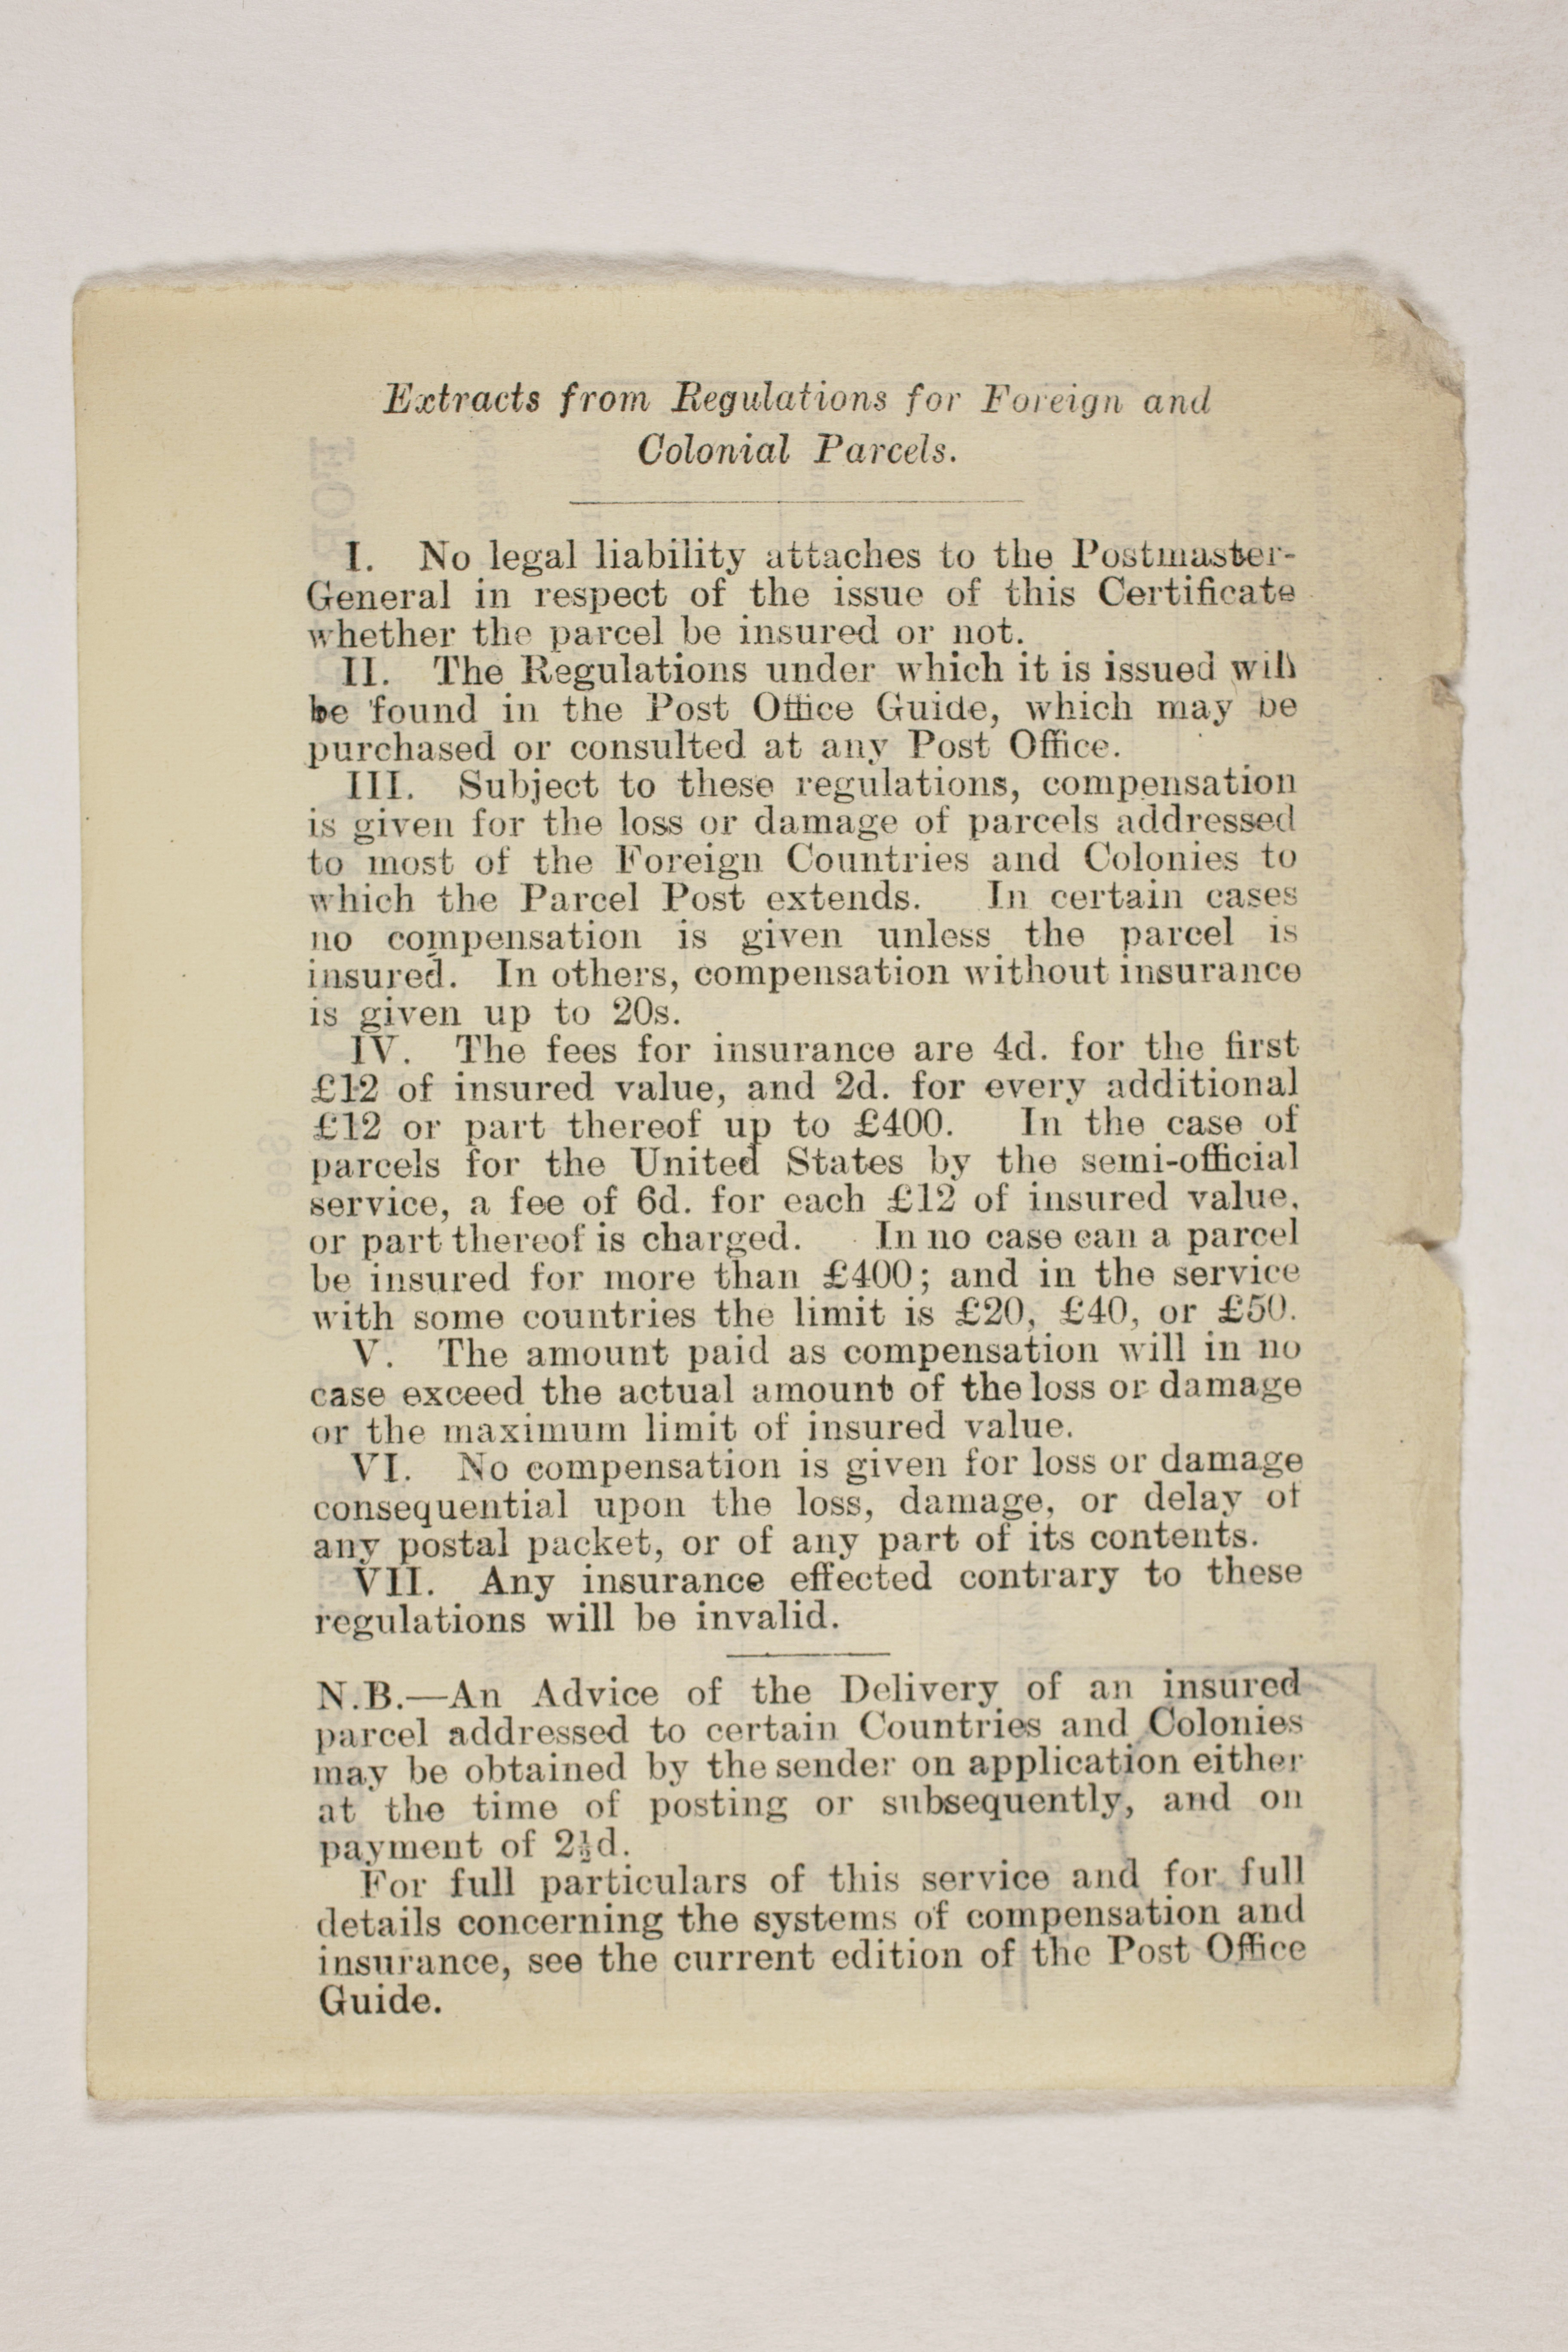 Extracts from Regulations for Foreign and
Colonial Parcels.
I. No legal liability attaches to the Postmaster-
General in respect of the issue of this Certificate
whether the parcel be insured or not.
II. The Regulations under which it is issued will
be found in the Post Office Guide, which may be
purchased or consulted at any Post Office.
III. Subject to these regulations, compensation
is given for the loss or damage of parcels addressed
to most of the Foreign Countries and Colonies to
which the Parcel Post extends. In certain cases
no compensation is given unless the parcel is
insured. In others, compensation without insurance
is given up to 20s.
IV. The fees for insurance are 4d. for the first
£12 of insured value, and 2d. for every additional
£12 or part thereof up to £400. In the case of
parcels for the United States by the semi-official
service, a fee of 6d. for each £12 of insured value,
or part thereof is charged. In no case can a parcel
be insured for more than £400; and in the service
with some countries the limit is £20, £40, or £50.
V. The amount paid as compensation will in no
case exceed the actual amount of the loss or damage
or the maximum limit of insured value.
VI. No compensation is given for loss or damage
consequential upon the loss, damage, or delay of
any postal packet, or of any part of its contents.
VII. Any insurance effected contrary to these
regulations will be invalid.
N.B.—An Advice of the Delivery of an insured
parcel addressed to certain Countries and Colonies
may be obtained by the sender on application either
at the time of posting or subsequently, and on
payment of 2½d.
For full particulars of this service and for full
details concerning the systems of compensation and
insurance, see the current edition of the Post Office
Guide.